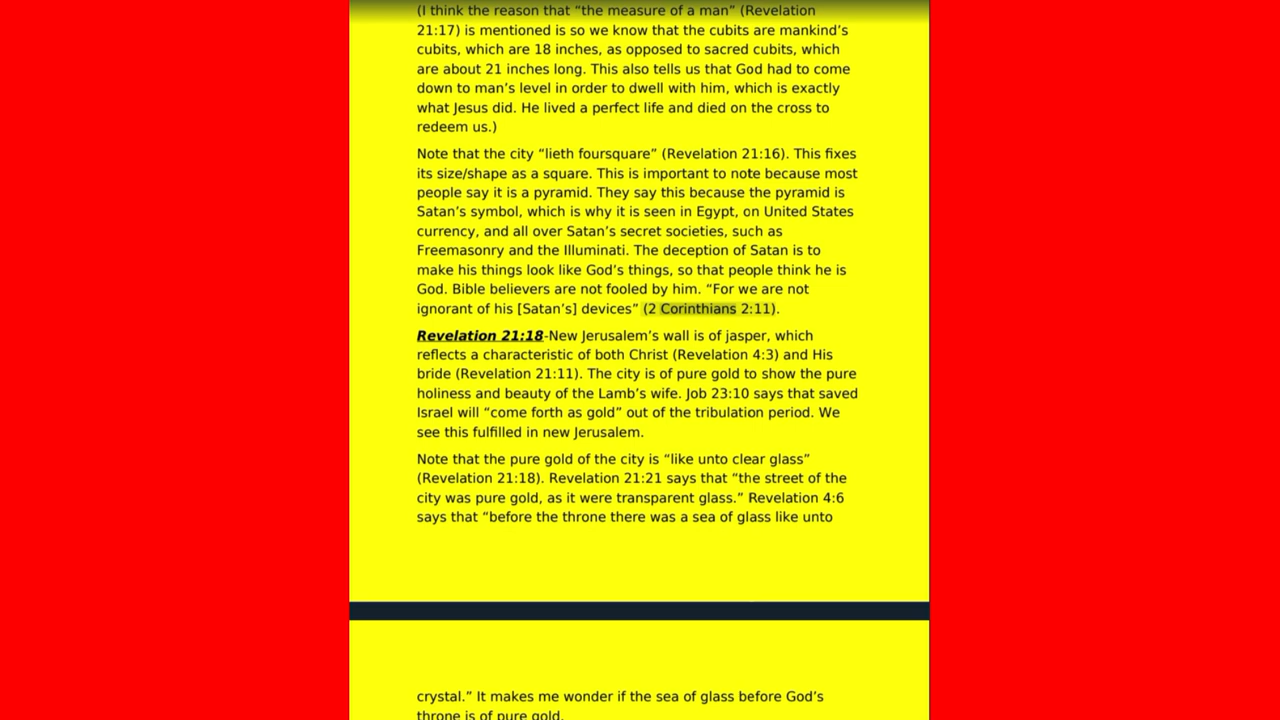 (I think the reason that “the measure of a man” (Revelation
21:17) is mentioned is so we know that the cubits are mankind’s
cubits, which are 18 inches, as opposed to sacred cubits, which
are about 21 inches long. This also tells us that God had to come
down to man’s level in order to dwell with him, which is exactly
what Jesus did. He lived a perfect life and died on the cross to
redeem us.)
Note that the city “lieth foursquare” (Revelation 21:16). This fixes
its size/shape as a square. This is important to note because most
people say it is a pyramid. They say this because the pyramid is
Satan’s symbol, which is why it is seen in Egypt, on United States
currency, and all over Satan’s secret societies, such as
Freemasonry and the Illuminati. The deception of Satan is to
make his things look like God’s things, so that people think he is
God. Bible believers are not fooled by him. “For we are not
ignorant of his [Satan’s] devices” (2 Corinthians 2:11).
Revelation 21:18-New Jerusalem’s wall is of jasper, which
reflects a characteristic of both Christ (Revelation 4:3) and His
bride (Revelation 21:11). The city is of pure gold to show the pure
holiness and beauty of the Lamb’s wife. Job 23:10 says that saved
Israel will “come forth as gold” out of the tribulation period. We
see this fulfilled in new Jerusalem.
Note that the pure gold of the city is “like unto clear glass”
(Revelation 21:18). Revelation 21:21 says that “the street of the
city was pure gold, as it were transparent glass.” Revelation 4:6
says that “before the throne there was a sea of glass like unto
crystal.” It makes me wonder if the sea of glass before God’s
throne is of pure gold.